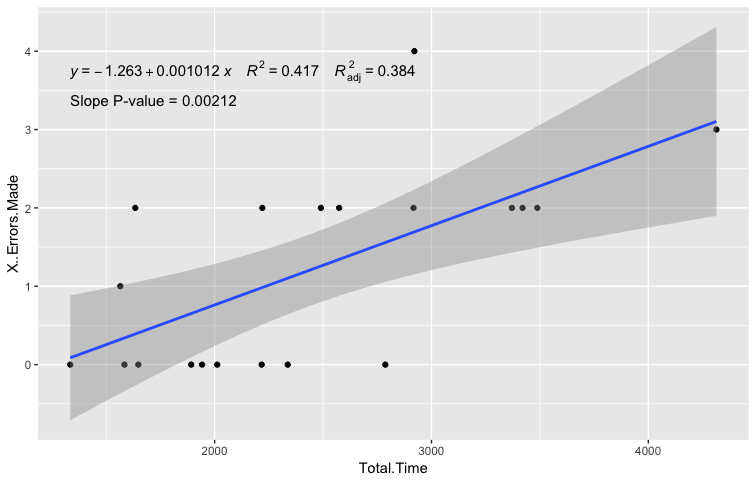 y = − 1.263 + 0.001012 x R² = 0.417 R²adj = 0.384
Slope P-value = 0.00212
4
3
2
1
0
X..Errors.Made
2000 3000 4000
Total.Time